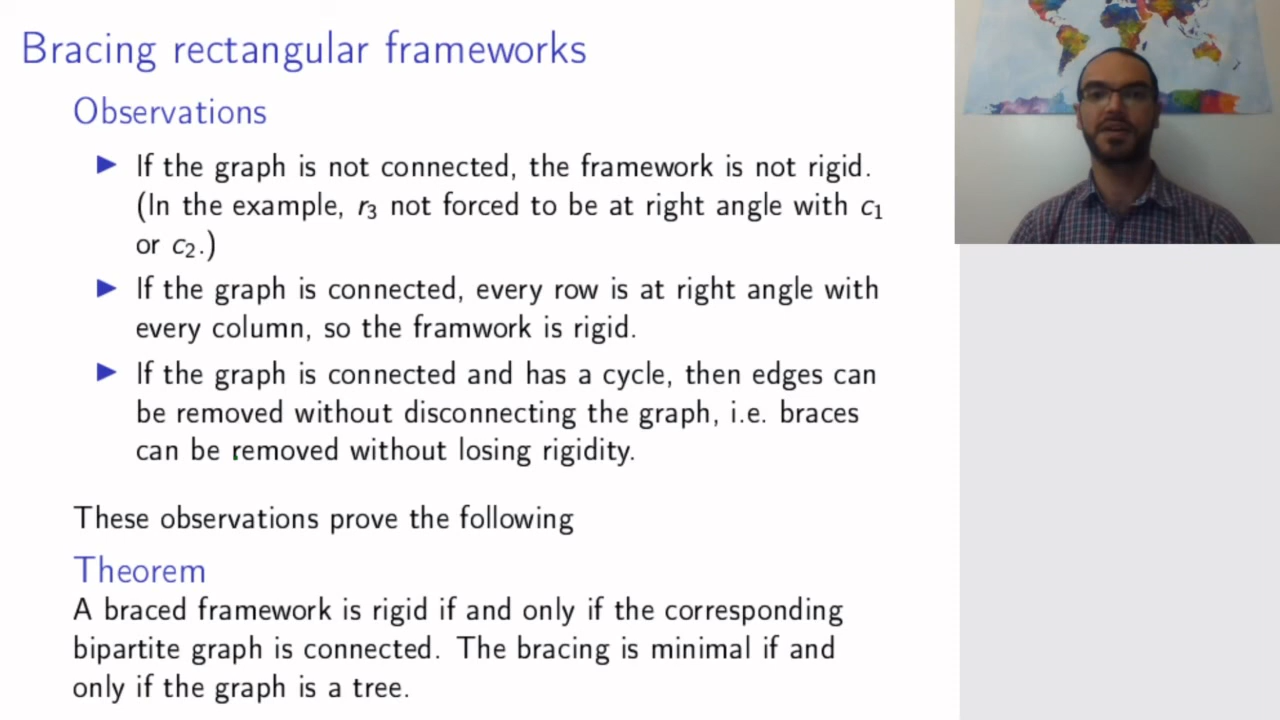 Bracing rectangular frameworks
Observations
▶ If the graph is not connected, the framework is not rigid.
(In the example, r₃ not forced to be at right angle with c₁
or c₂.)
▶ If the graph is connected, every row is at right angle with
every column, so the framwork is rigid.
▶ If the graph is connected and has a cycle, then edges can
be removed without disconnecting the graph, i.e. braces
can be removed without losing rigidity.
These observations prove the following
Theorem
A braced framework is rigid if and only if the corresponding
bipartite graph is connected. The bracing is minimal if and
only if the graph is a tree.